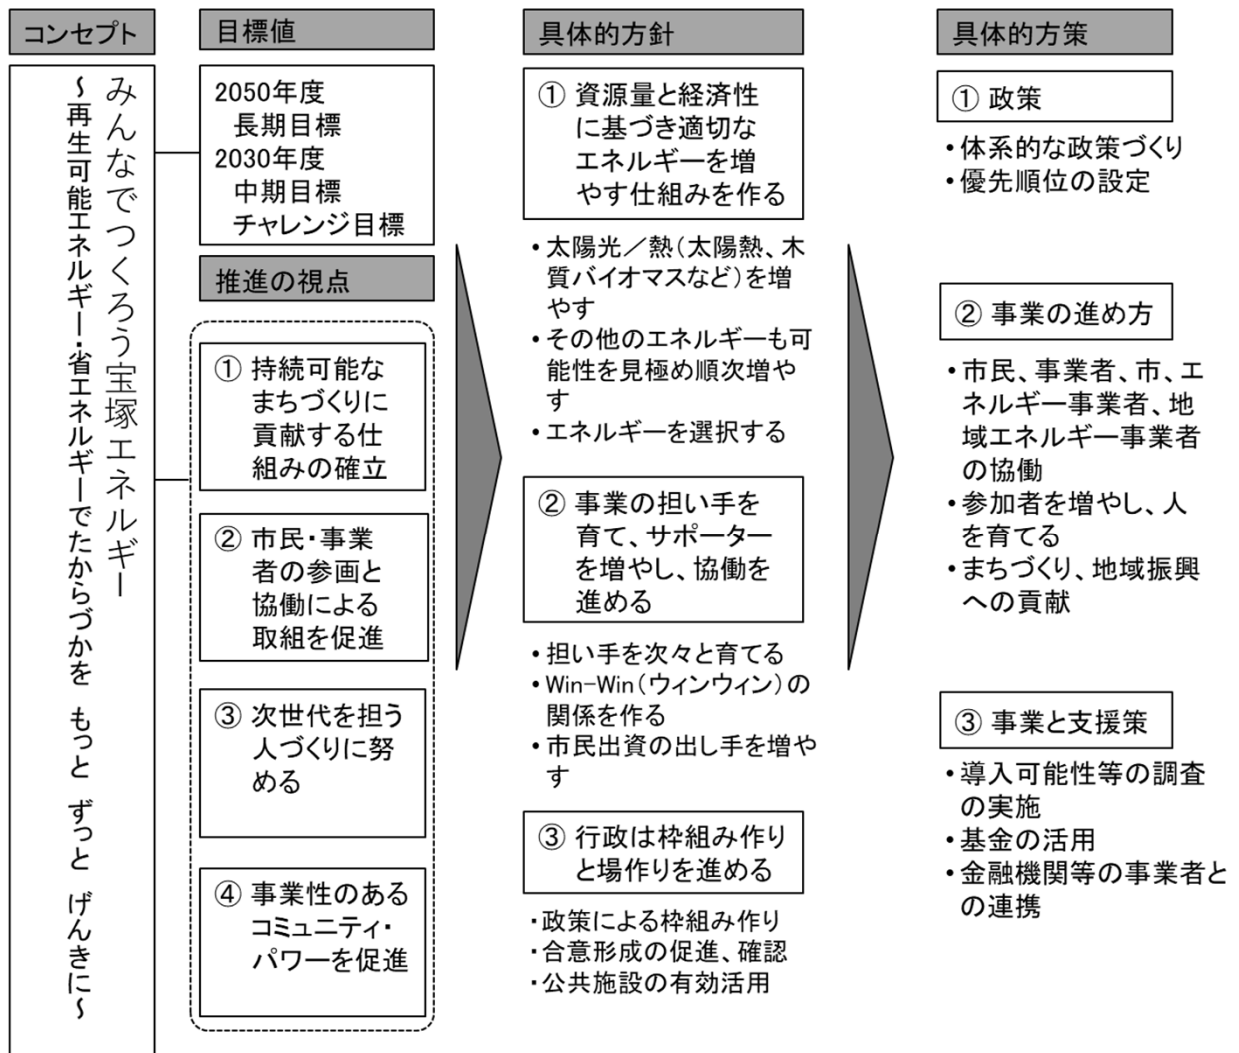 コンセプト
みんなでつくろう宝塚エネルギー
～再生可能エネルギー・省エネルギーでたからづかを もっと ずっと げんきに～
目標値
2050年度
長期目標
2030年度
中期目標
チャレンジ目標
推進の視点
① 持続可能な
まちづくりに
貢献する仕
組みの確立
② 市民・事業
者の参画と
協働による
取組を促進
③ 次世代を担う
人づくりに努
める
④ 事業性のある
コミュニティ・
パワーを促進
具体的方針
① 資源量と経済性
に基づき適切な
エネルギーを増
やす仕組みを作る
・太陽光／熱（太陽熱、木
質バイオマスなど）を増
やす
・その他のエネルギーも可
能性を見極め順次増や
す
・エネルギーを選択する
② 事業の担い手を
育て、サポーター
を増やし、協働を
進める
・担い手を次々と育てる
・Win-Win（ウィンウィン）の
関係を作る
・市民出資の出し手を増や
す
③ 行政は枠組み作り
と場作りを進める
・政策による枠組み作り
・合意形成の促進、確認
・公共施設の有効活用
具体的方策
① 政策
・体系的な政策づくり
・優先順位の設定
② 事業の進め方
・市民、事業者、市、エ
ネルギー事業者、地
域エネルギー事業者
の協働
・参加者を増やし、人
を育てる
・まちづくり、地域振興
への貢献
③ 事業と支援策
・導入可能性等の調査
の実施
・基金の活用
・金融機関等の事業者と
の連携